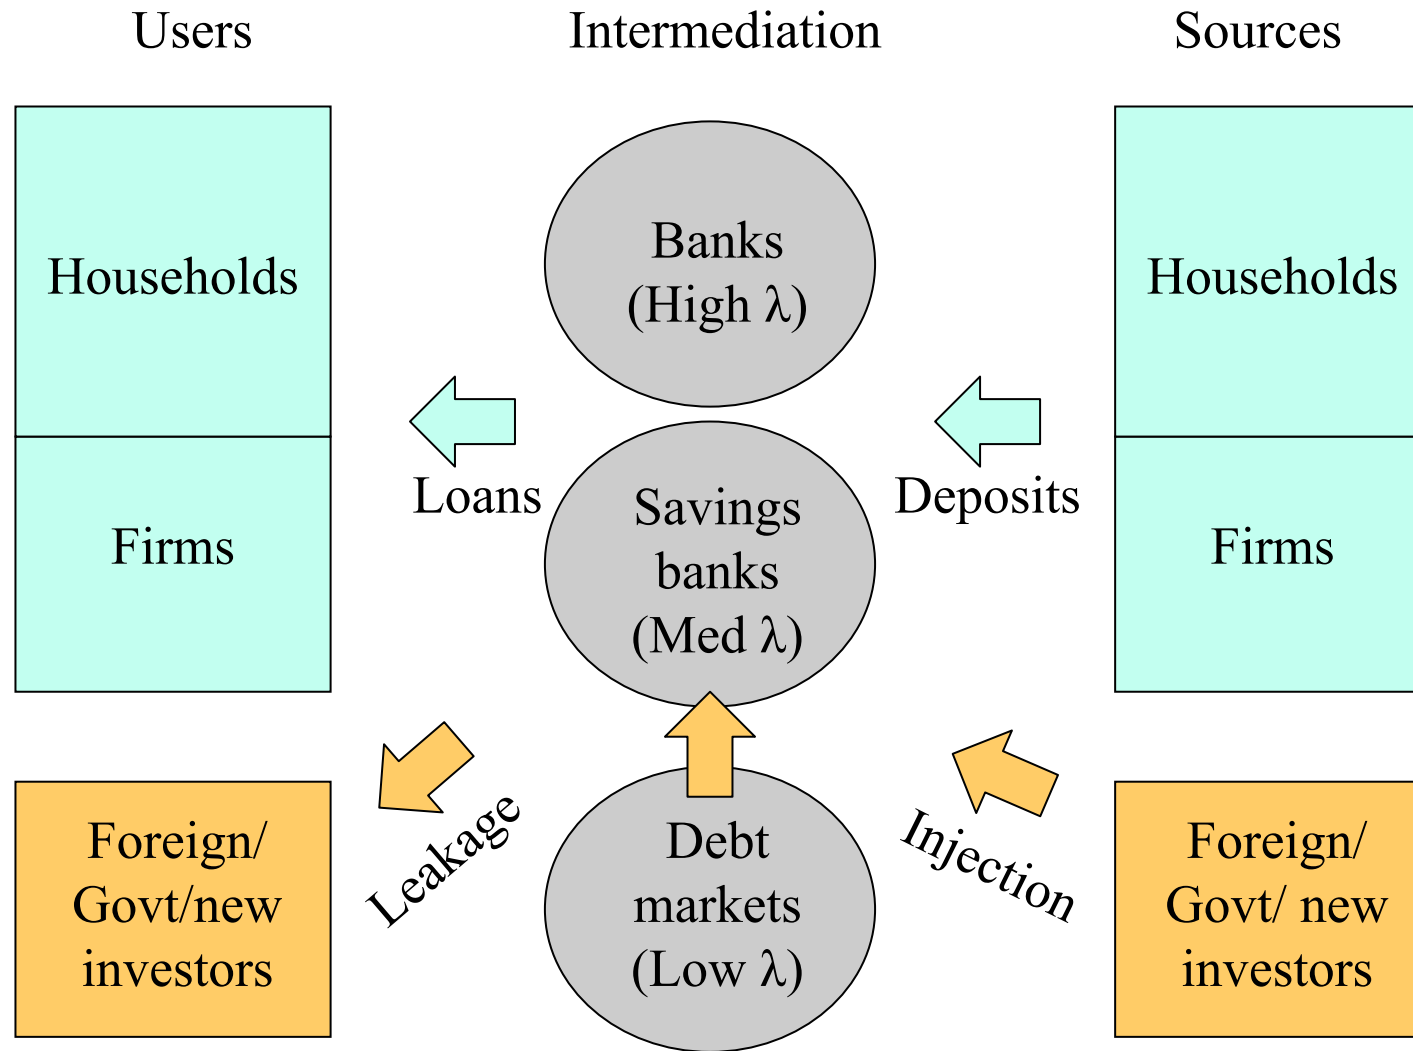 Users
Intermediation
Sources
Households
Banks
(High λ)
Households
Loans
Deposits
Firms
Savings
banks
(Med λ)
Firms
Leakage
Injection
Foreign/
Govt/new
investors
Debt
markets
(Low λ)
Foreign/
Govt/ new
investors